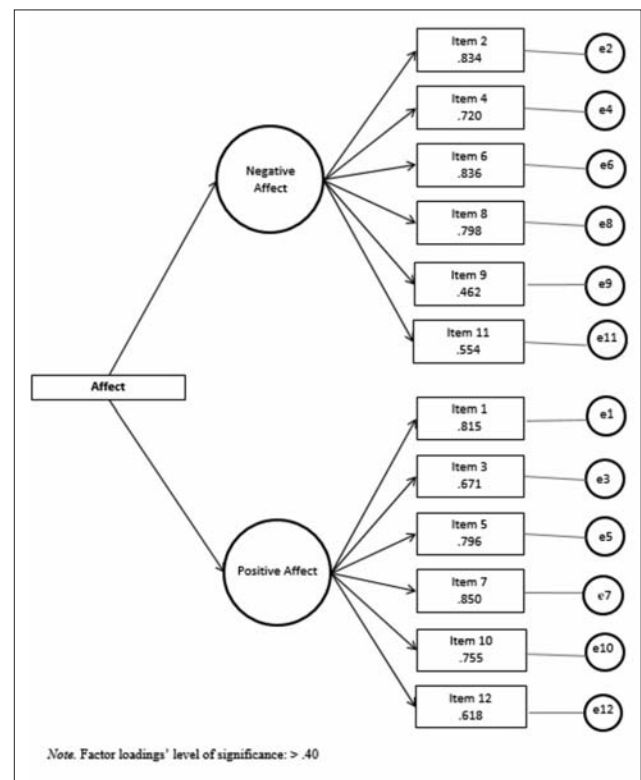 Item 2
.834
e2
Item 4
.720
e4
Item 6
.836
e6
Negative
Affect
Item 8
.798
e8
Item 9
.462
e9
Item 11
.554
e11
Affect
Item 1
.815
e1
Item 3
.671
e3
Item 5
.796
e5
Positive Affect
Item 7
.850
e7
Item 10
.755
e10
Item 12
.618
e12
Note. Factor loadings’ level of significance: > .40